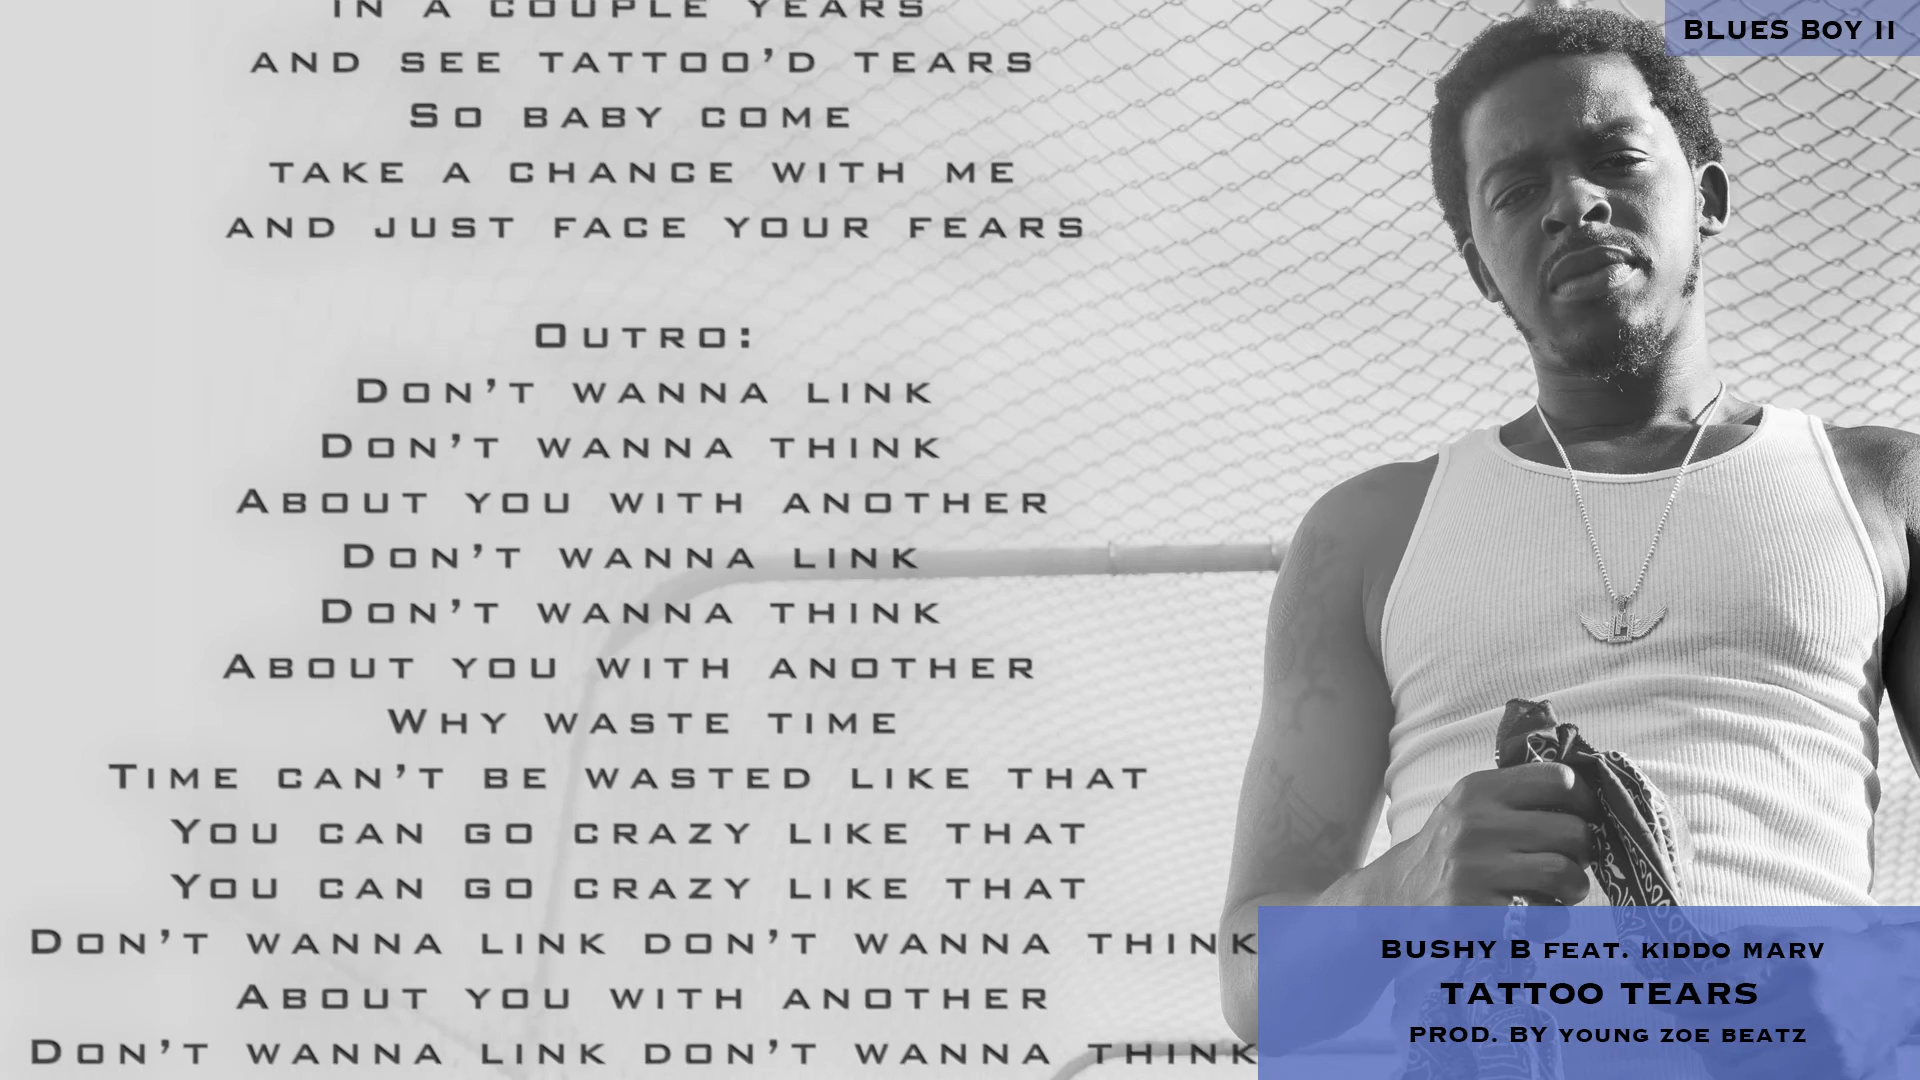 IN A COUPLE YEARS
AND SEE TATTOO'D TEARS
SO BABY COME
TAKE A CHANCE WITH ME
AND JUST FACE YOUR FEARS
OUTRO:
DON'T WANNA LINK
DON'T WANNA THINK
ABOUT YOU WITH ANOTHER
DON'T WANNA LINK
DON'T WANNA THINK
ABOUT YOU WITH ANOTHER
WHY WASTE TIME
TIME CAN'T BE WASTED LIKE THAT
YOU CAN GO CRAZY LIKE THAT
YOU CAN GO CRAZY LIKE THAT
DON'T WANNA LINK DON'T WANNA THINK
ABOUT YOU WITH ANOTHER
DON'T WANNA LINK DON'T WANNA THINK
BLUES BOY II
BUSHY B FEAT. KIDDO MARV
TATTOO TEARS
PROD. BY YOUNG ZOE BEATZ